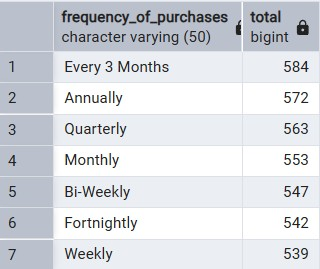 frequency_of_purchases total
character varying (50) bigint
1 Every 3 Months 584
2 Annually 572
3 Quarterly 563
4 Monthly 553
5 Bi-Weekly 547
6 Fortnightly 542
7 Weekly 539